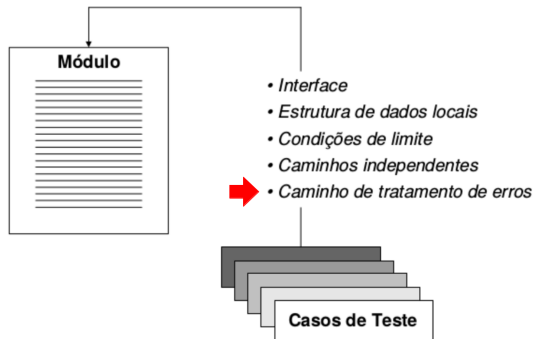 Módulo
• Interface
• Estrutura de dados locais
• Condições de limite
• Caminhos independentes
• Caminho de tratamento de erros
Casos de Teste